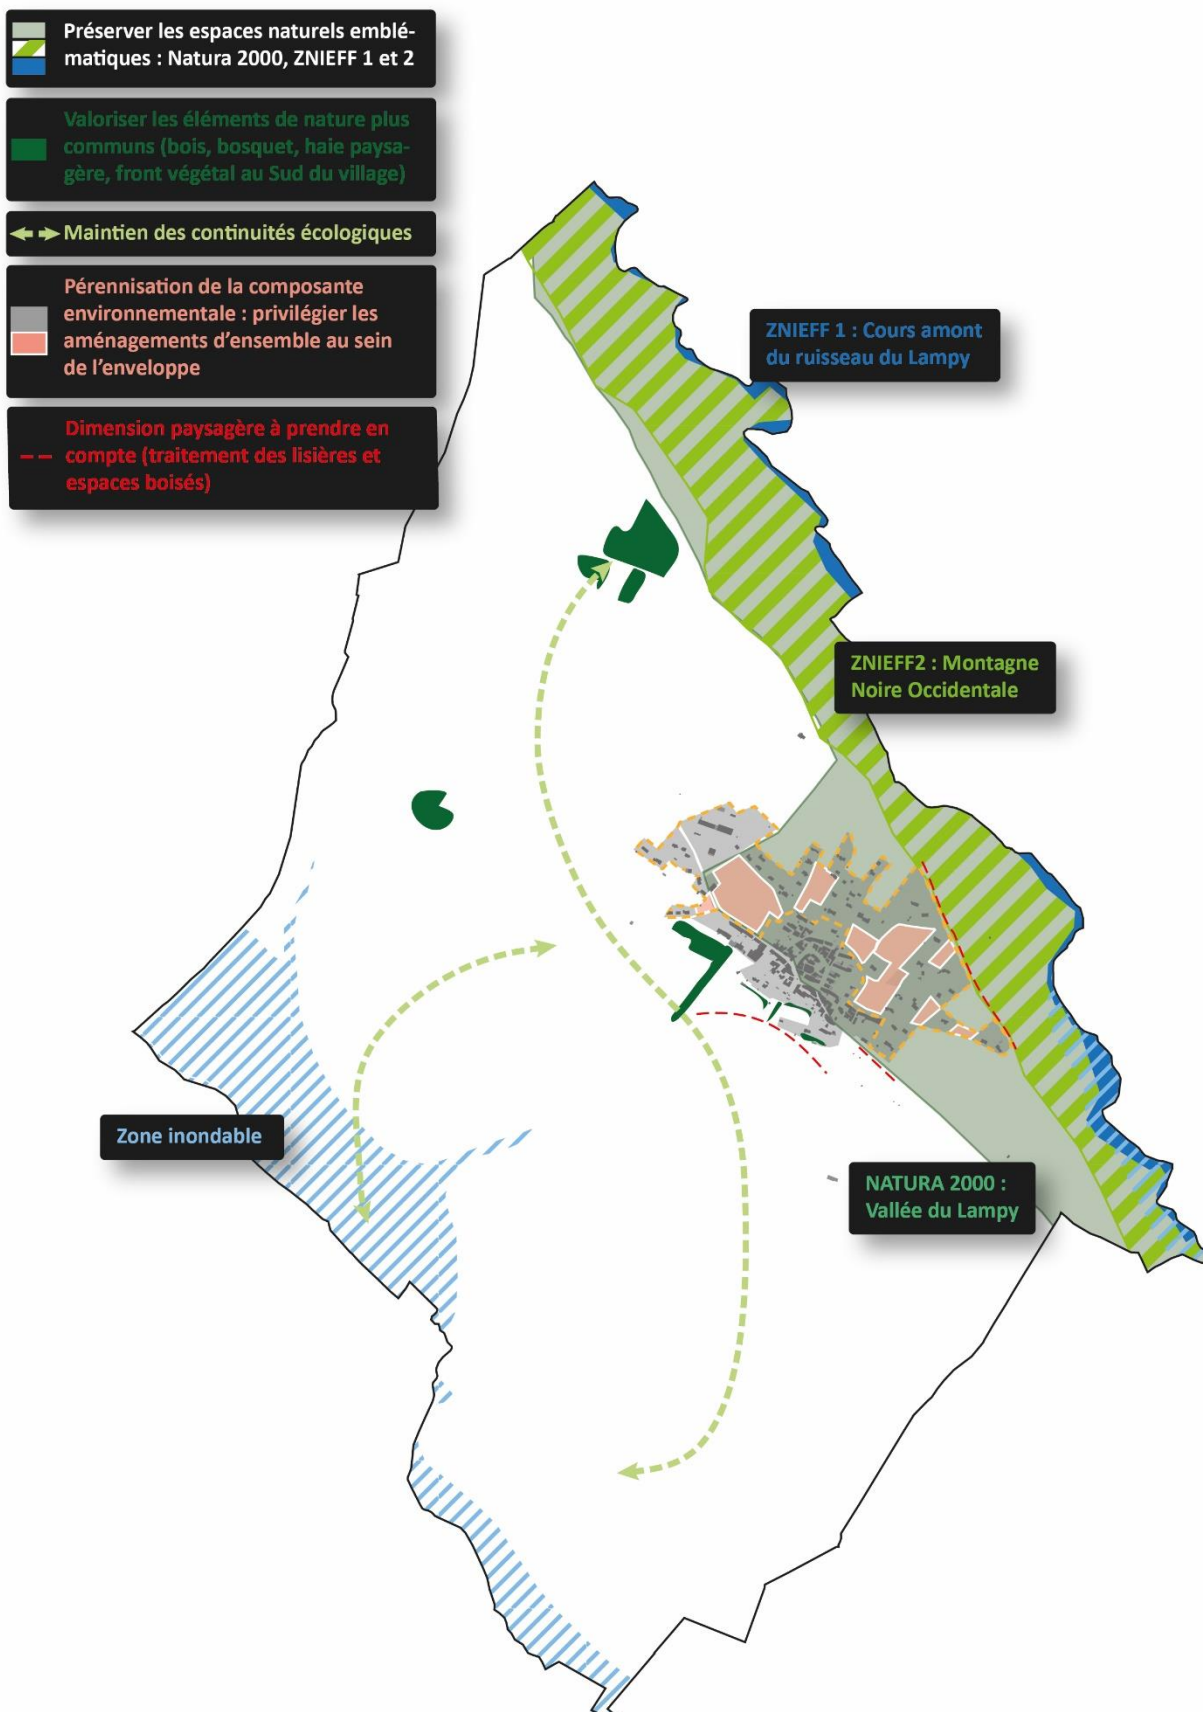 Préserver les espaces naturels emblé-
matiques : Natura 2000, ZNIEFF 1 et 2
Valoriser les éléments de nature plus
communs (bois, bosquet, haie paysa-
gère, front végétal au Sud du village)
Maintien des continuités écologiques
Pérennisation de la composante
environnementale : privilégier les
aménagements d'ensemble au sein
de l'enveloppe
Dimension paysagère à prendre en
compte (traitement des lisières et
espaces boisés)
ZNIEFF 1 : Cours amont
du ruisseau du Lampy
ZNIEFF2 : Montagne
Noire Occidentale
Zone inondable
NATURA 2000 :
Vallée du Lampy